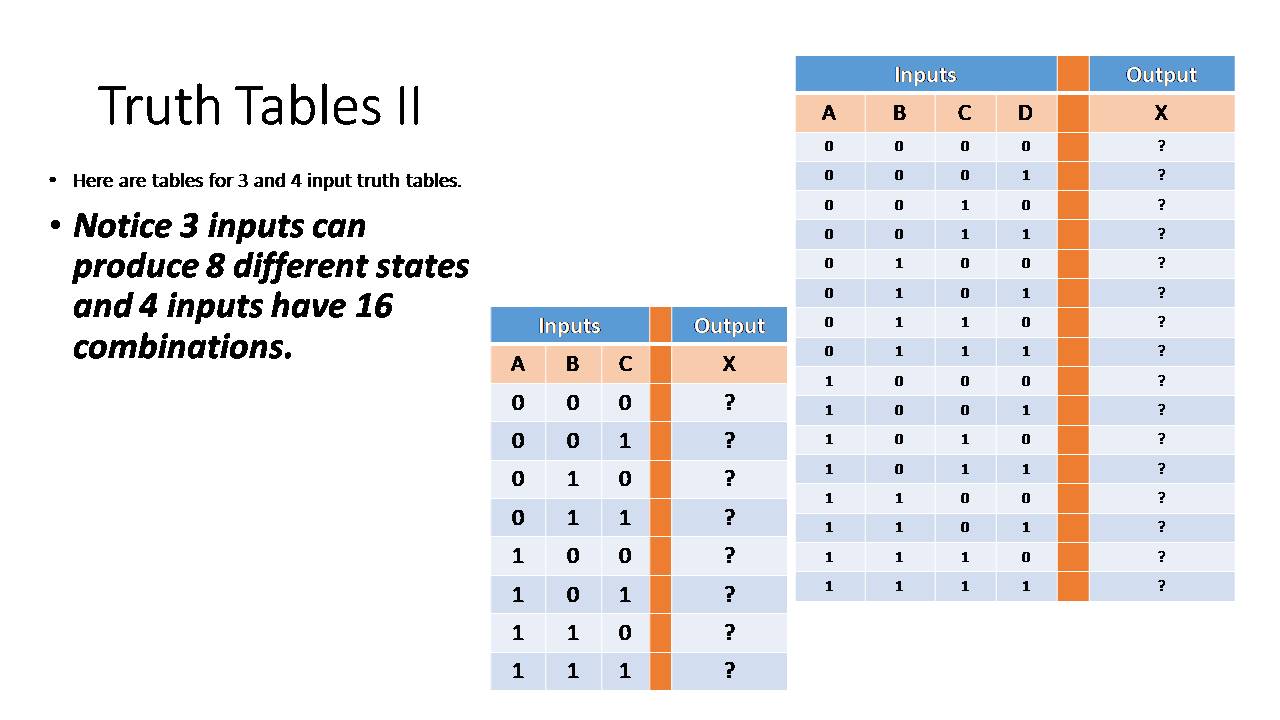 Truth Tables II
• Here are tables for 3 and 4 input truth tables.
• Notice 3 inputs can
produce 8 different states
and 4 inputs have 16
combinations.
Inputs Output
A B C X
0 0 0 ?
0 0 1 ?
0 1 0 ?
0 1 1 ?
1 0 0 ?
1 0 1 ?
1 1 0 ?
1 1 1 ?
Inputs Output
A B C D X
0 0 0 0 ?
0 0 0 1 ?
0 0 1 0 ?
0 0 1 1 ?
0 1 0 0 ?
0 1 0 1 ?
0 1 1 0 ?
0 1 1 1 ?
1 0 0 0 ?
1 0 0 1 ?
1 0 1 0 ?
1 0 1 1 ?
1 1 0 0 ?
1 1 0 1 ?
1 1 1 0 ?
1 1 1 1 ?